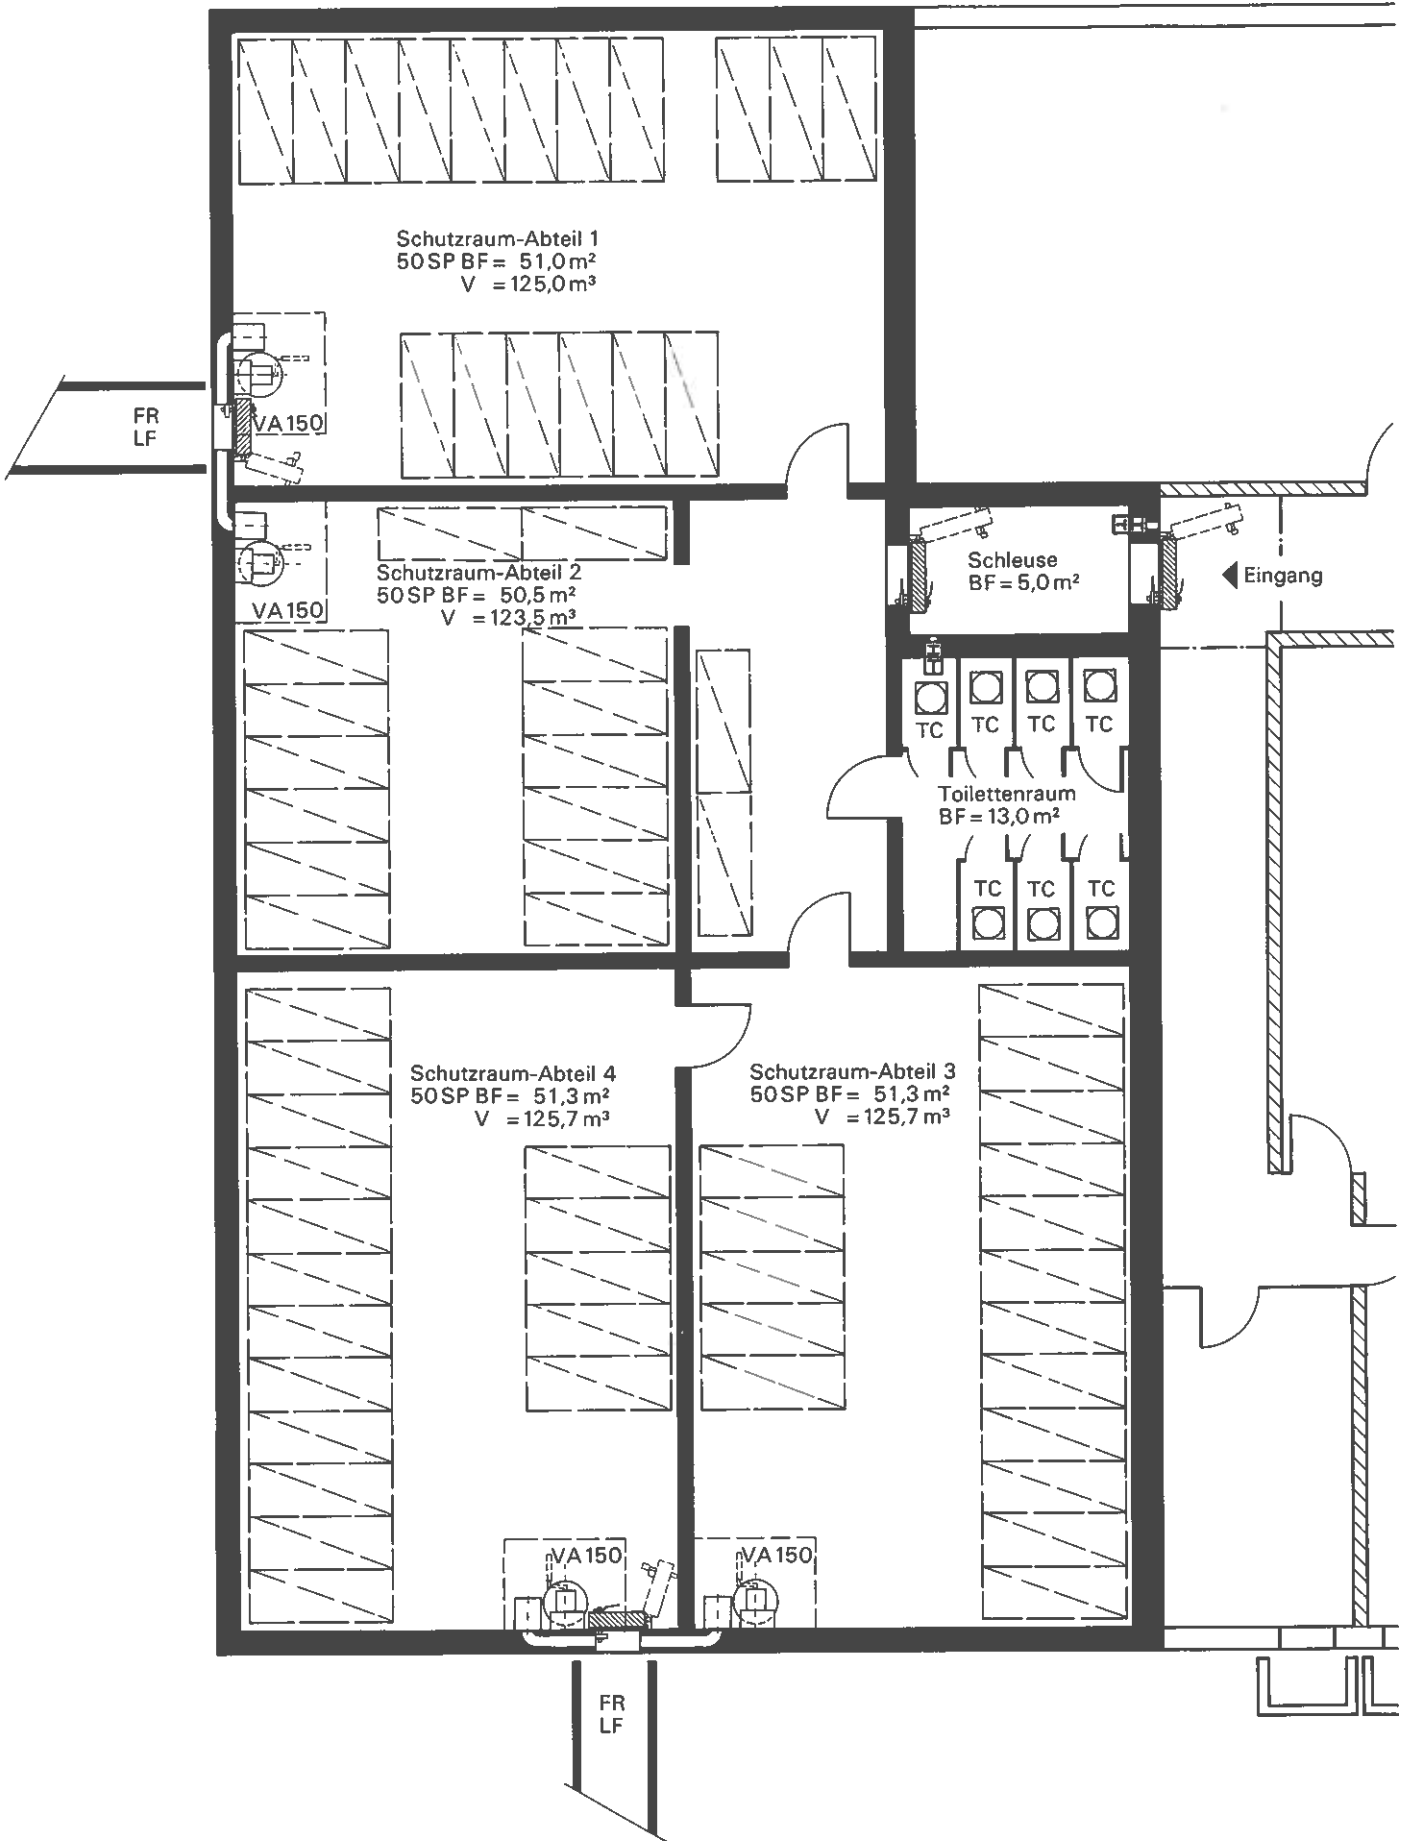 Schutzraum-Abteil 1
50 SP BF = 51,0 m²
V = 125,0 m³
FR
LF
VA 150
Schutzraum-Abteil 2
50 SP BF = 50,5 m²
V = 123,5 m³
VA 150
Schleuse
BF = 5,0 m²
Eingang
TC
TC
TC
TC
Toilettenraum
BF = 13,0 m²
TC
TC
TC
Schutzraum-Abteil 4
50 SP BF = 51,3 m²
V = 125,7 m³
Schutzraum-Abteil 3
50 SP BF = 51,3 m²
V = 125,7 m³
VA 150
VA 150
FR
LF